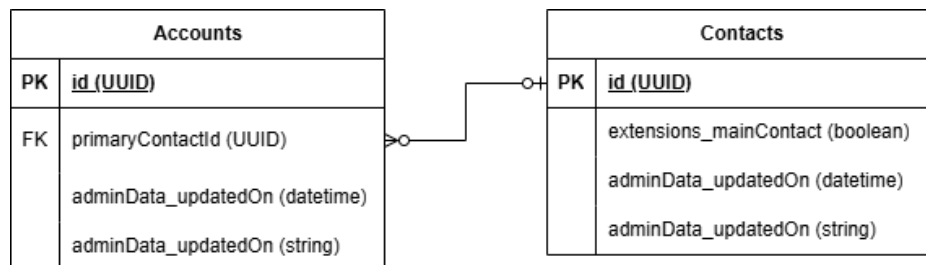 Accounts
PK id (UUID)
FK primaryContactId (UUID)
adminData_updatedOn (datetime)
adminData_updatedOn (string)
Contacts
PK id (UUID)
extensions_mainContact (boolean)
adminData_updatedOn (datetime)
adminData_updatedOn (string)